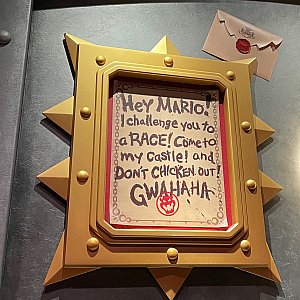 HEY MARIO!
I challenge you to
a RACE! Come to
my castle! and
DON'T CHICKEN OUT!
GWAHAHA-